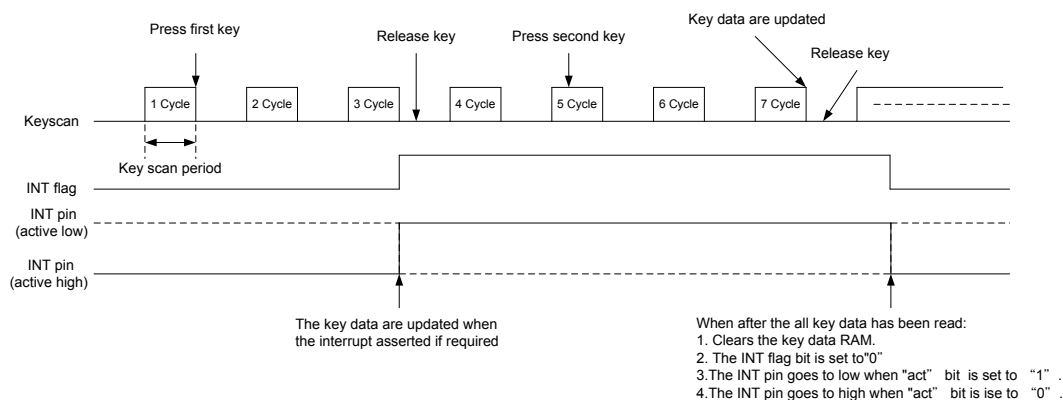 Key data are updated
Press first key
Release key
Press second key
Release key
1 Cycle
2 Cycle
3 Cycle
4 Cycle
5 Cycle
6 Cycle
7 Cycle
Keyscan
Key scan period
INT flag
INT pin
(active low)
INT pin
(active high)
The key data are updated when
the interrupt asserted if required
When after the all key data has been read:
1. Clears the key data RAM.
2. The INT flag bit is set to"0”
3.The INT pin goes to low when "act” bit is set to “1” .
4.The INT pin goes to high when "act” bit is ise to “0” .